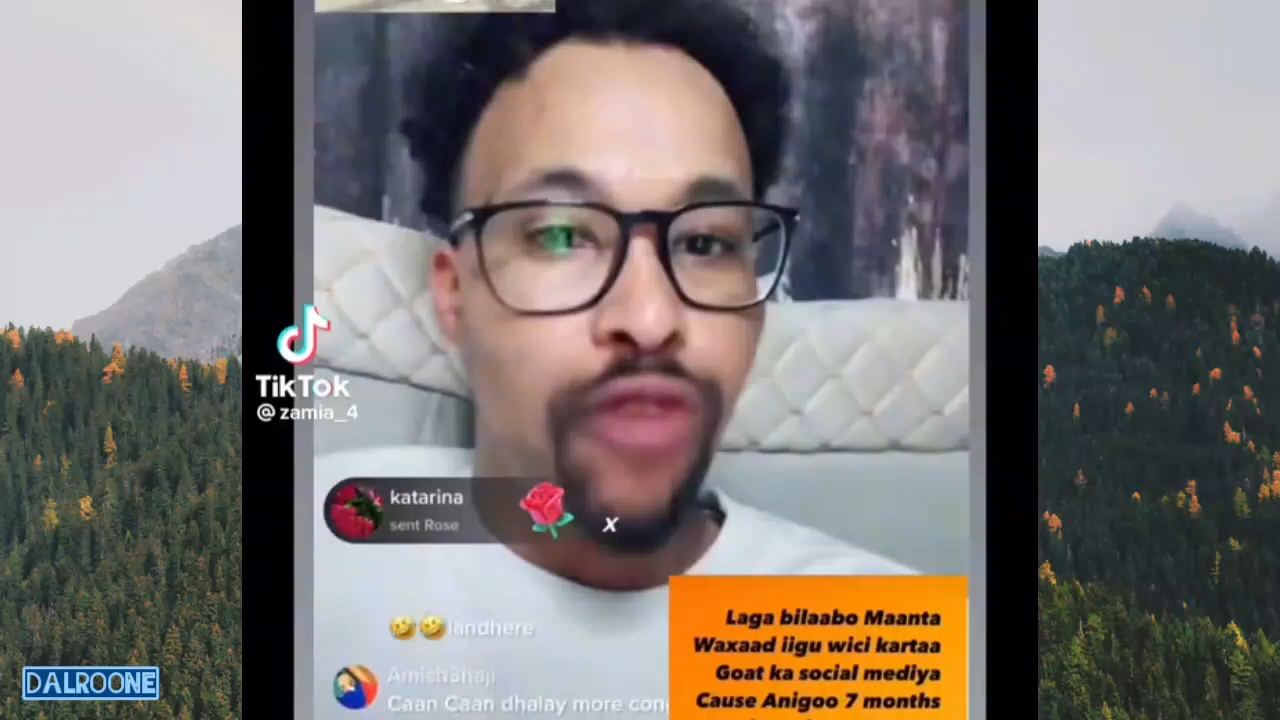 TikTok
@zamia_4
katarina
sent Rose
x
landhere
Amish3haji
Caan Caan dhalay more con
Laga bilaabo Maanta
Waxaad iigu wici kartaa
Goat ka social mediya
Cause Anigoo 7 months
DALROONE